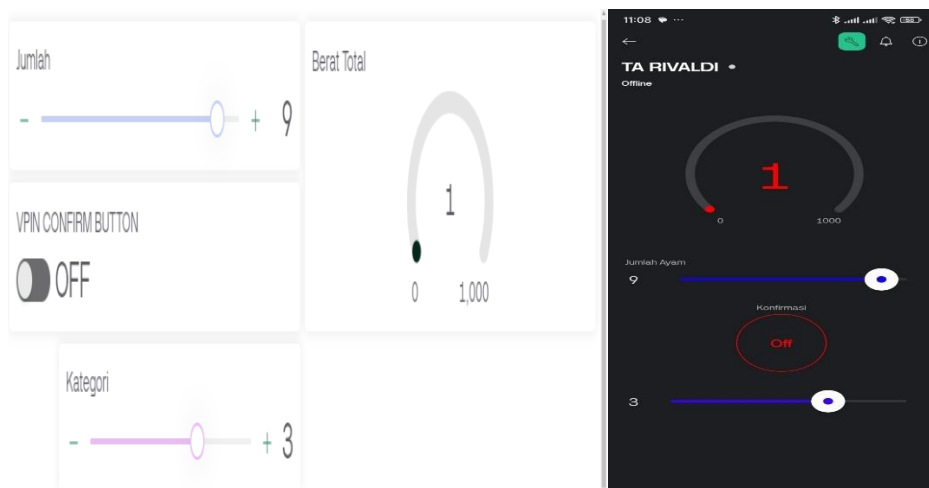 Jumlah
- + 9
VPIN CONFIRM BUTTON
OFF
Kategori
- + 3
Berat Total
1
0 1,000
11:08 ...
TA RIVALDI
Offline
1
0 1000
Jumlah Ayam
9
Konfirmasi
Off
3